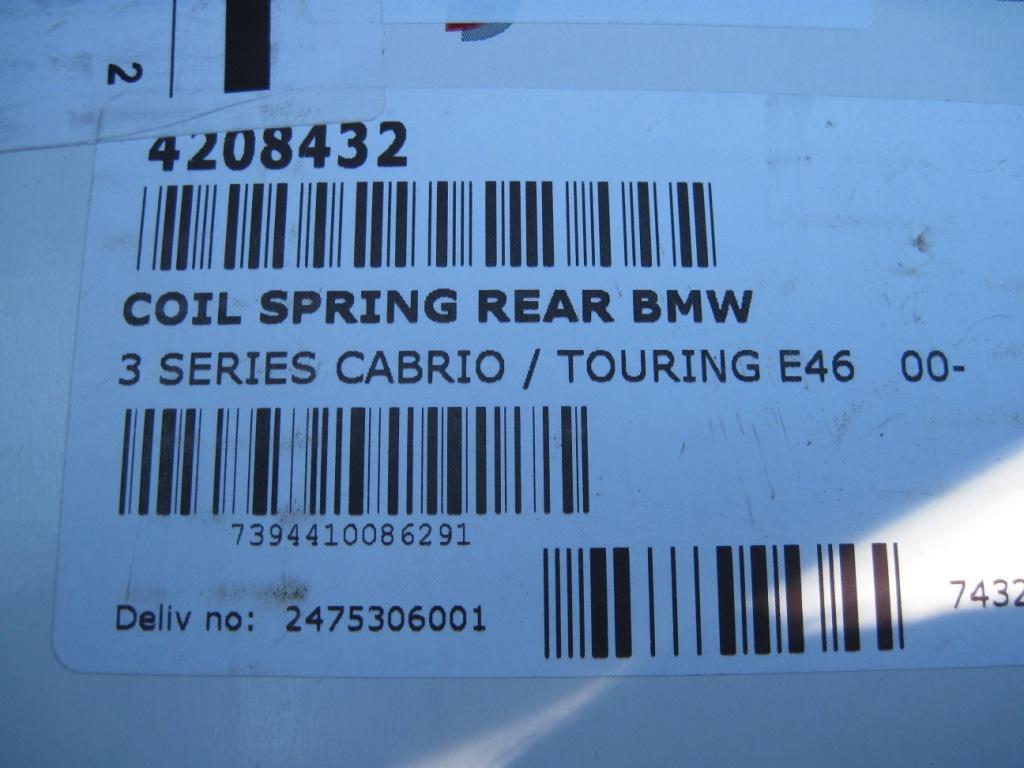 2
4208432
COIL SPRING REAR BMW
3 SERIES CABRIO / TOURING E46 00-
7394410086291
Deliv no: 2475306001
7432